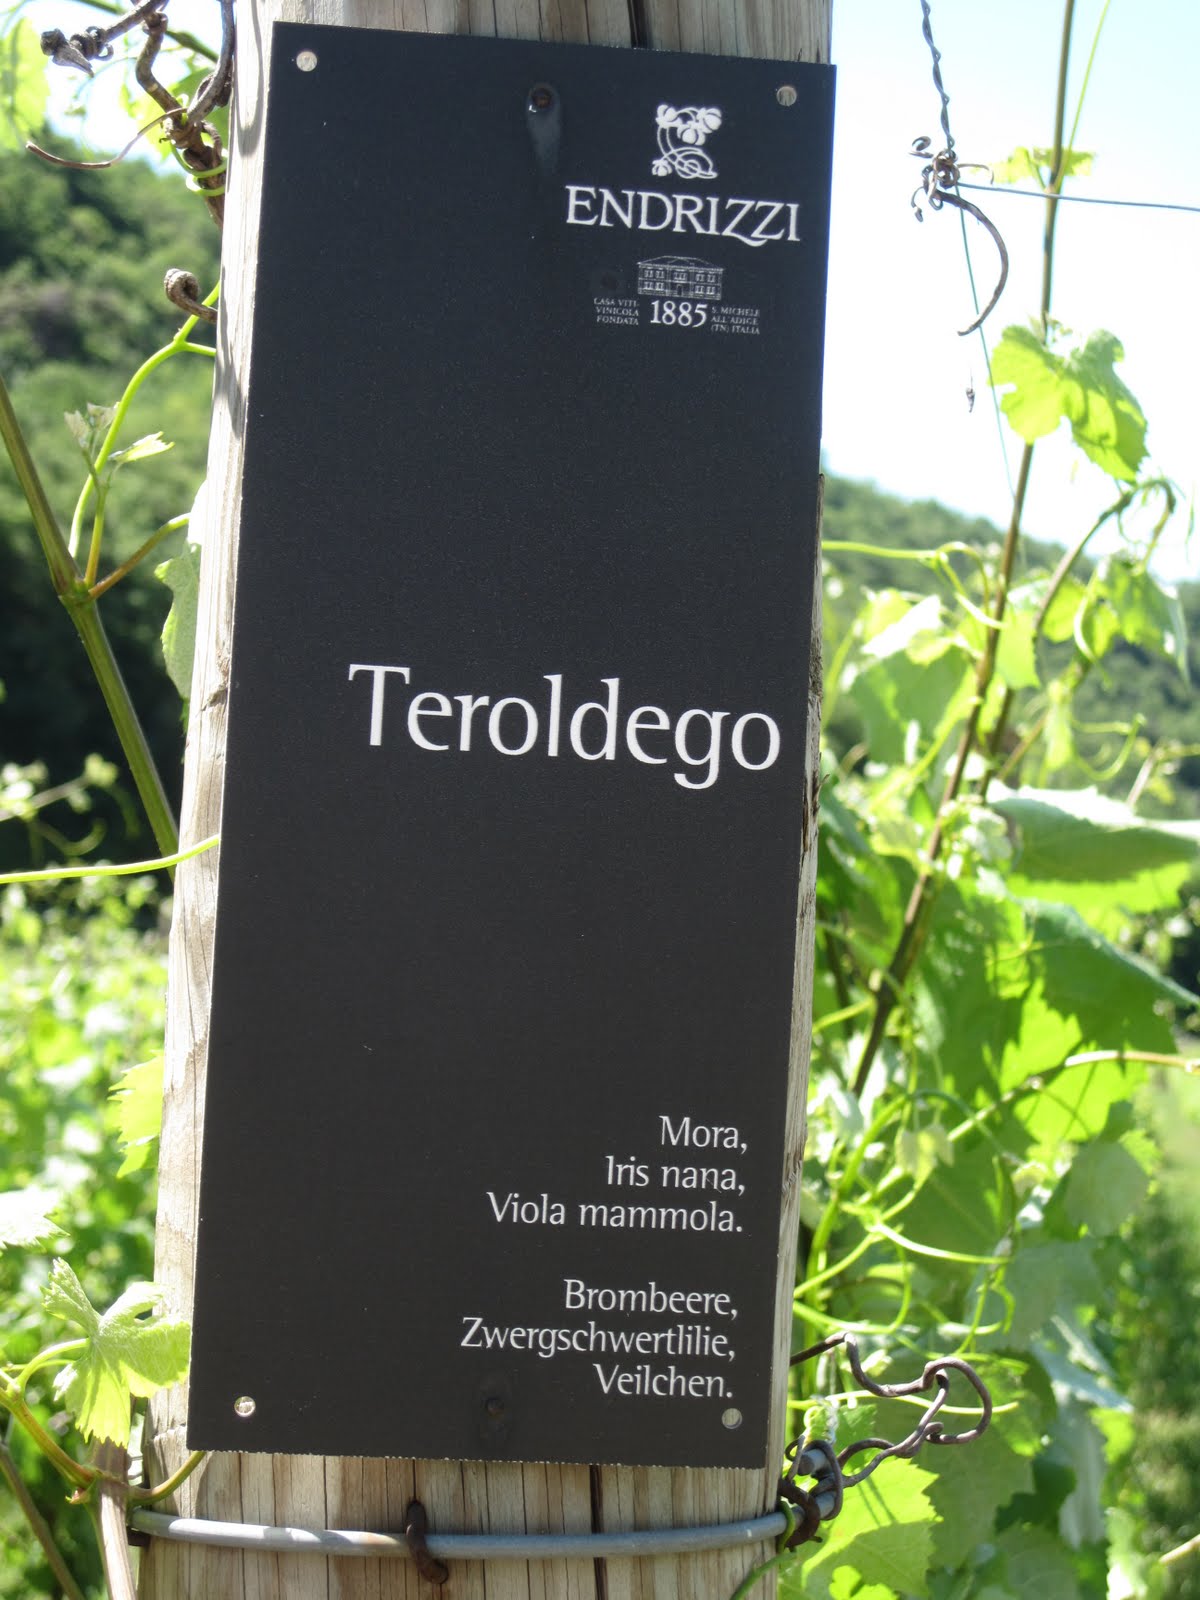 ENDRIZZI
CASA VITI-
VINICOLA
FONDATA
1885
S. MICHELE
ALL'ADIGE
(TN) ITALIA
Teroldego
Mora,
Iris nana,
Viola mammola.
Brombeere,
Zwergschwertlilie,
Veilchen.